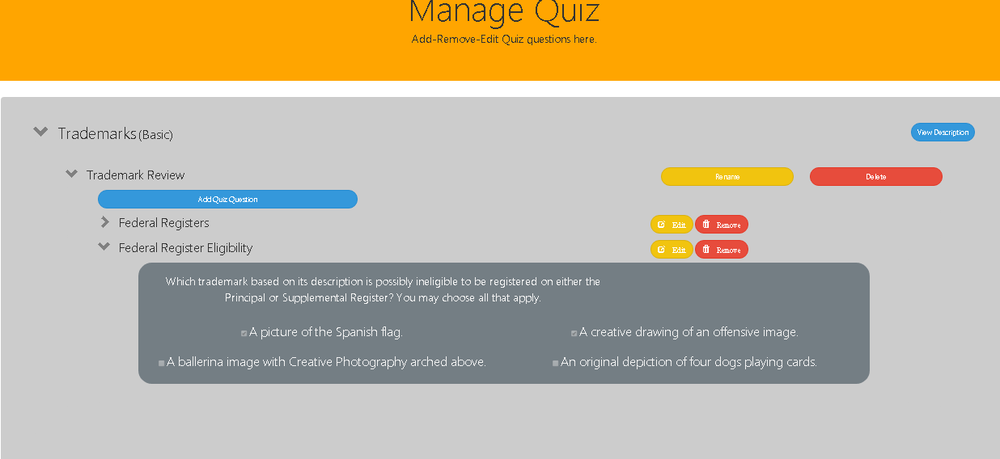 Manage Quiz
Add-Remove-Edit Quiz questions here.
Trademarks (Basic)
View Description
Trademark Review
Rename
Delete
Add Quiz Question
Federal Registers
Edit
Remove
Federal Register Eligibility
Edit
Remove
Which trademark based on its description is possibly ineligible to be registered on either the
Principal or Supplemental Register? You may choose all that apply.
A picture of the Spanish flag.
A creative drawing of an offensive image.
A ballerina image with Creative Photography arched above.
An original depiction of four dogs playing cards.